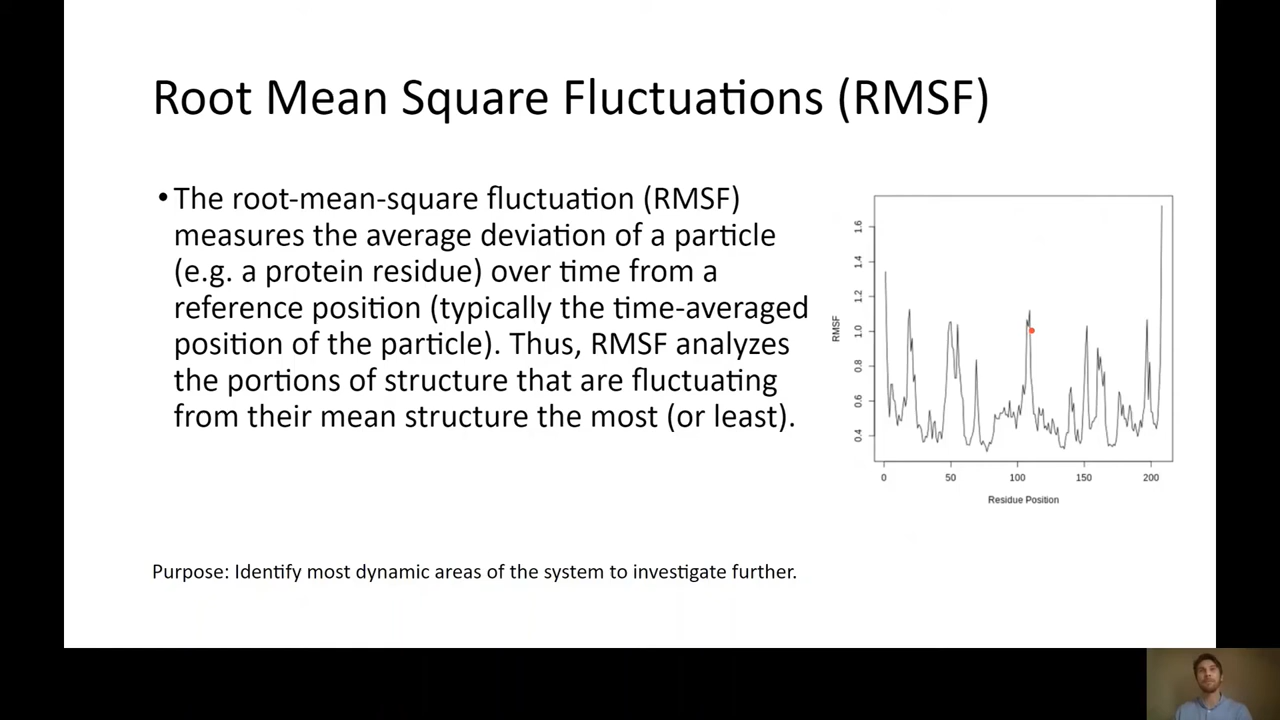 Root Mean Square Fluctuations (RMSF)
•The root-mean-square fluctuation (RMSF)
measures the average deviation of a particle
(e.g. a protein residue) over time from a
reference position (typically the time-averaged
position of the particle). Thus, RMSF analyzes
the portions of structure that are fluctuating
from their mean structure the most (or least).
RMSF
1.6
1.4
1.2
1.0
0.8
0.6
0.4
0 50 100 150 200
Residue Position
Purpose: Identify most dynamic areas of the system to investigate further.